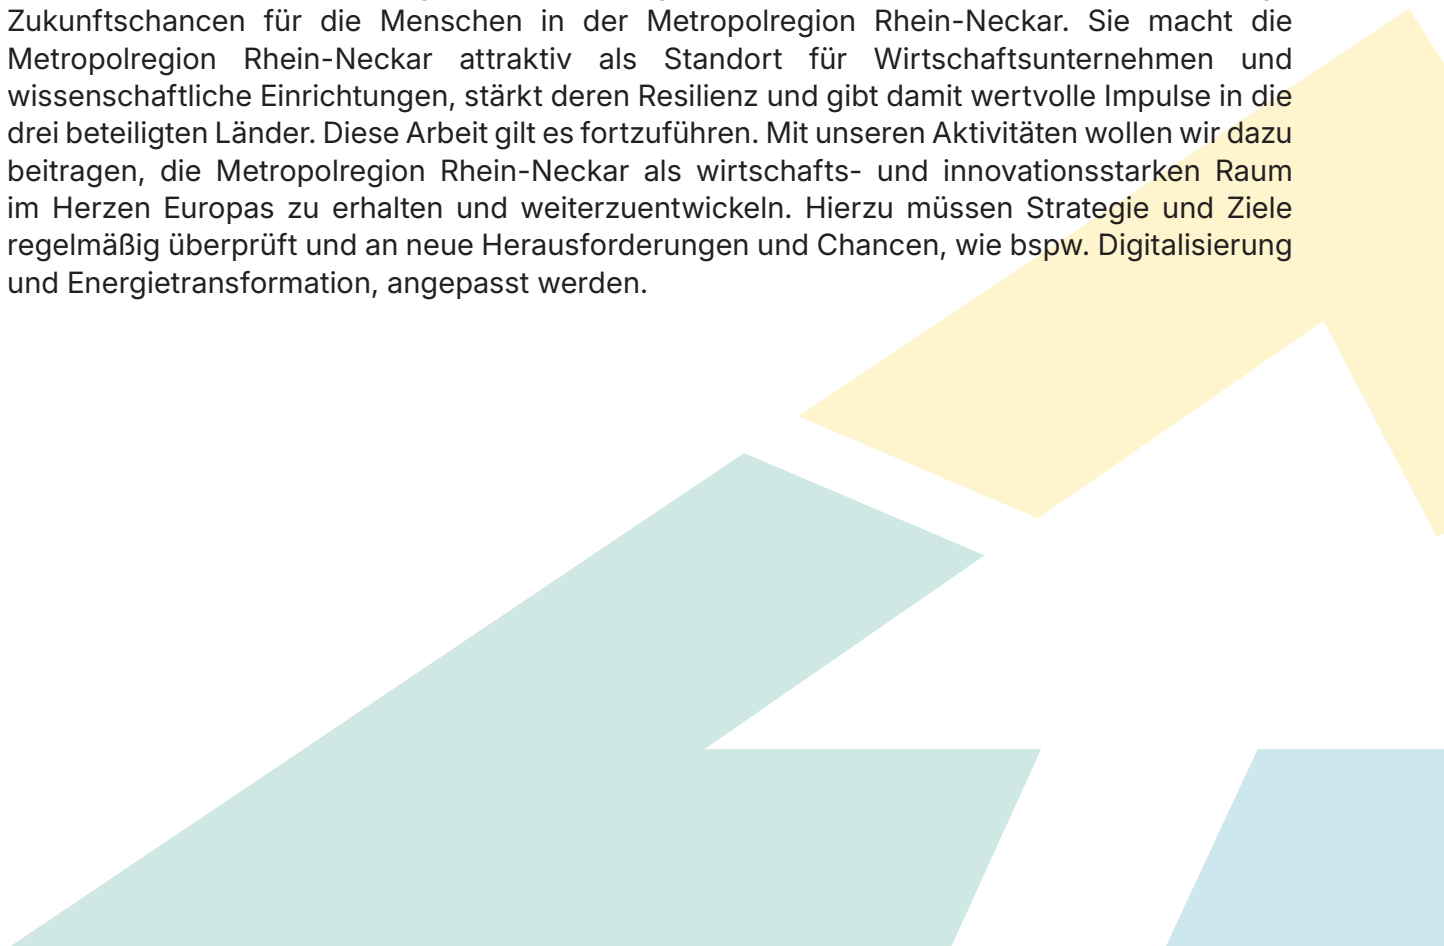 Zukunftschancen für die Menschen in der Metropolregion Rhein-Neckar. Sie macht die
Metropolregion Rhein-Neckar attraktiv als Standort für Wirtschaftsunternehmen und
wissenschaftliche Einrichtungen, stärkt deren Resilienz und gibt damit wertvolle Impulse in die
drei beteiligten Länder. Diese Arbeit gilt es fortzuführen. Mit unseren Aktivitäten wollen wir dazu
beitragen, die Metropolregion Rhein-Neckar als wirtschafts- und innovationsstarken Raum
im Herzen Europas zu erhalten und weiterzuentwickeln. Hierzu müssen Strategie und Ziele
regelmäßig überprüft und an neue Herausforderungen und Chancen, wie bspw. Digitalisierung
und Energietransformation, angepasst werden.